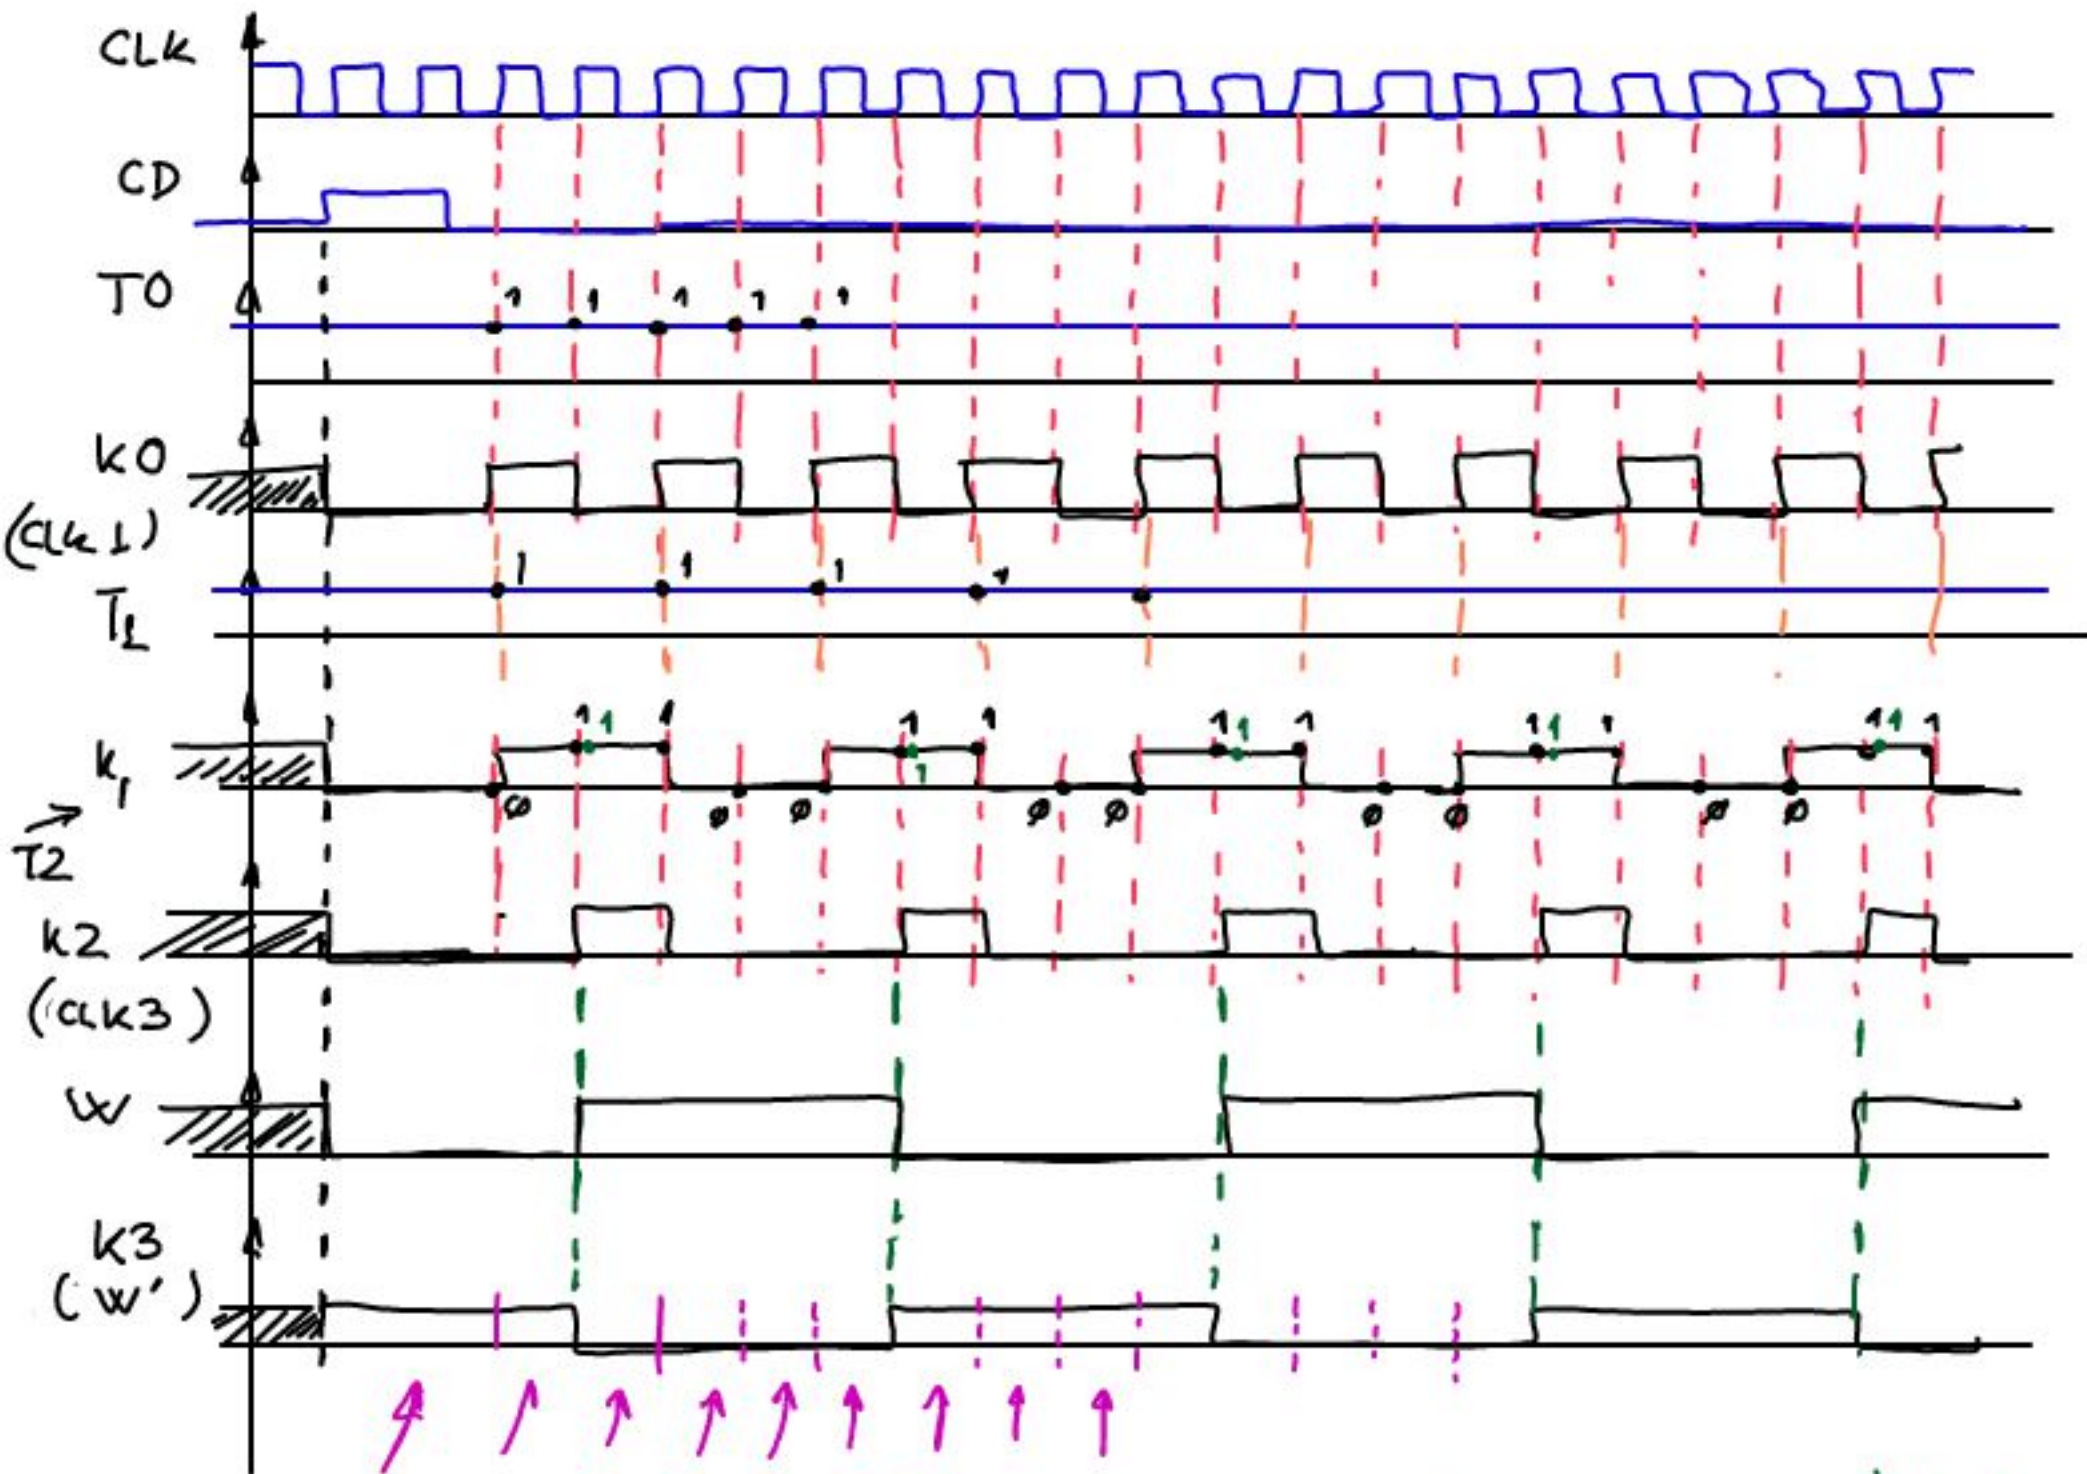 CLK
CD
T0
1 1 1 1 1
K0
(CLK1)
1 1 1 1
T1
1 1 1 1 1 1 1 1 1 1 1 1 1 1 1
K1
∅ ∅ ∅ ∅ ∅ ∅ ∅ ∅ ∅
1
T2
K2
(CLK3)
W
K3
(W')